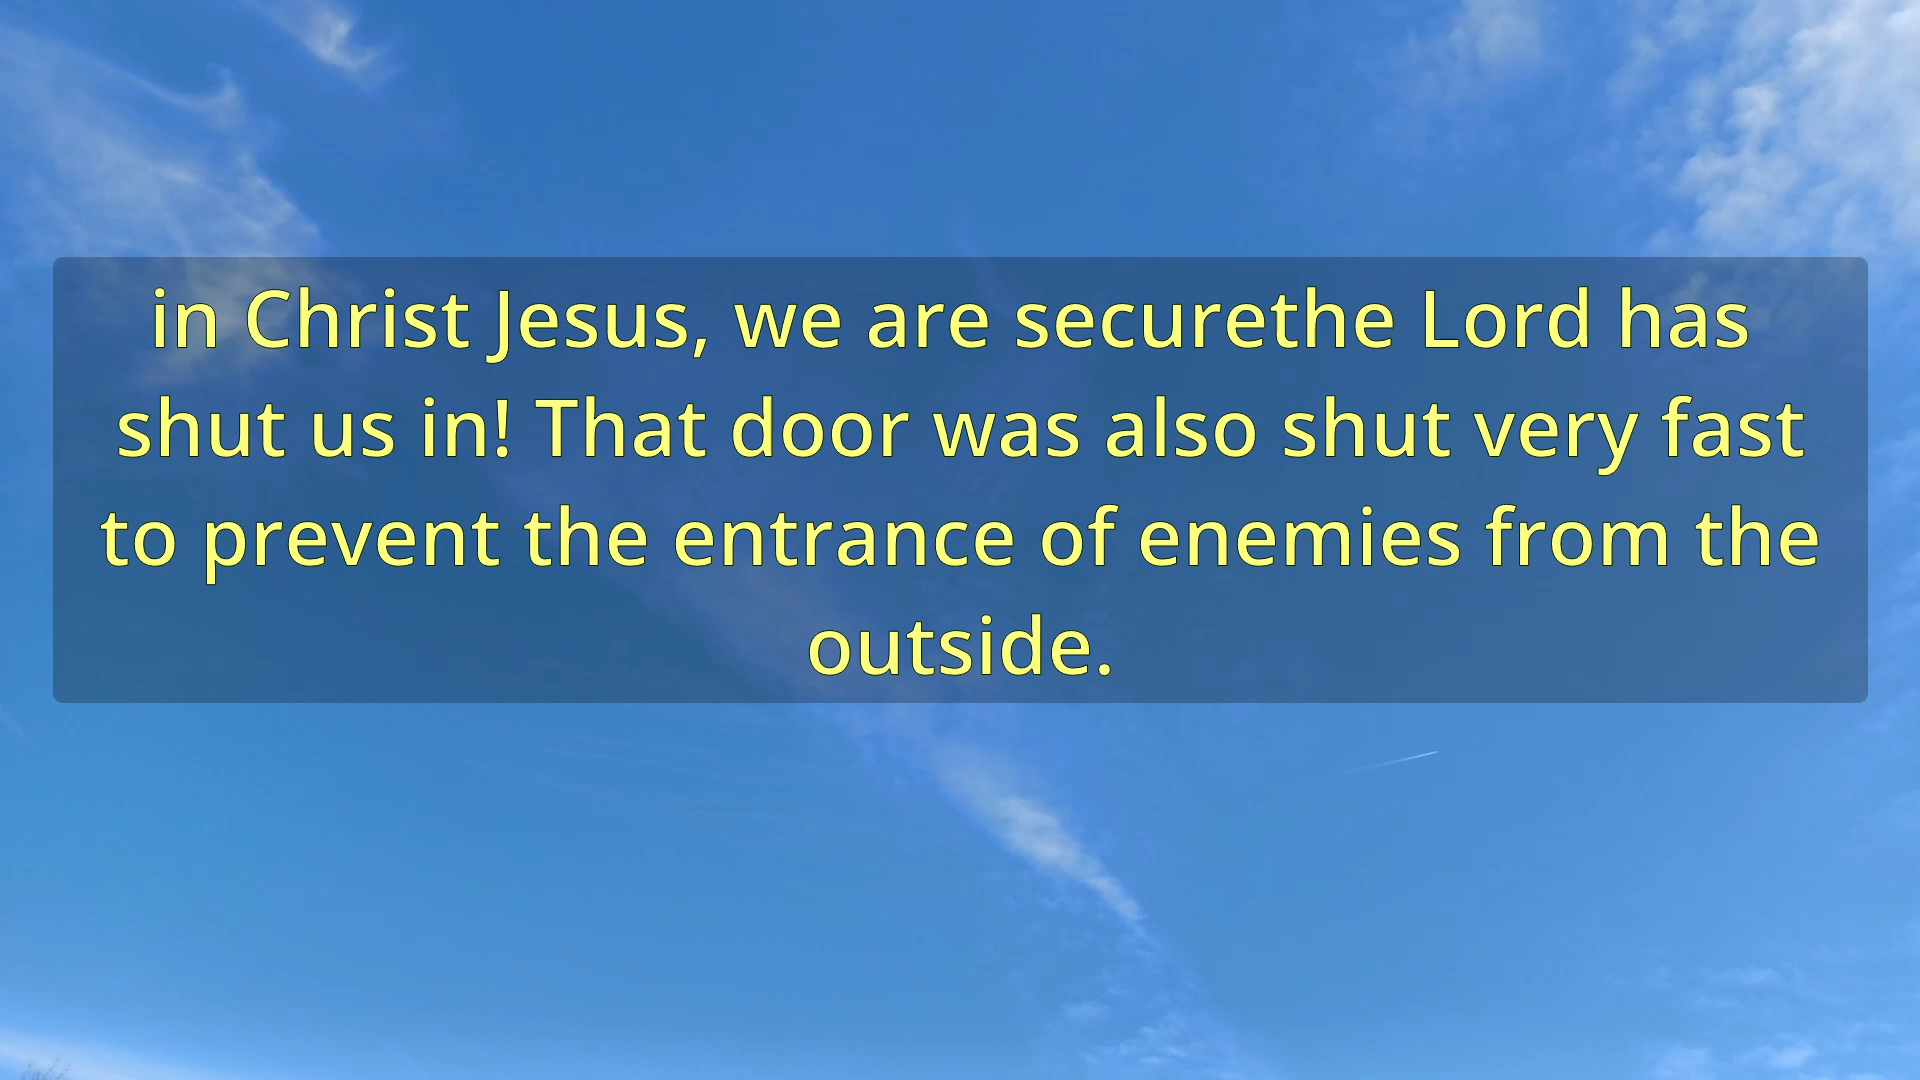 in Christ Jesus, we are securethe Lord has
shut us in! That door was also shut very fast
to prevent the entrance of enemies from the
outside.